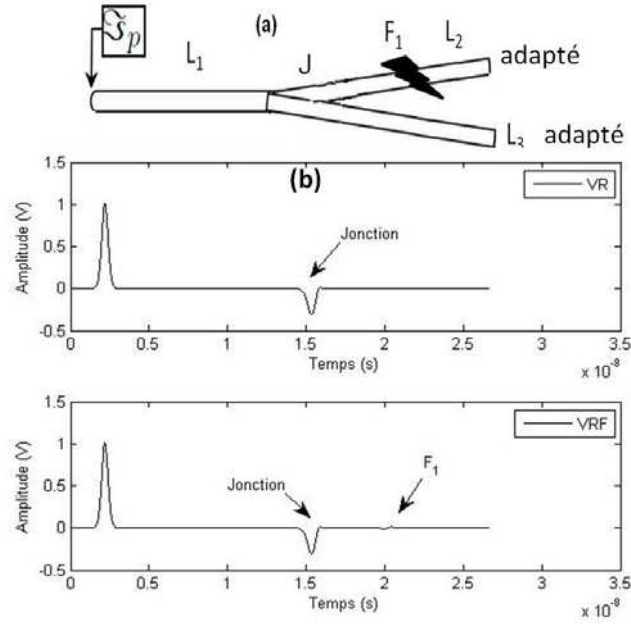 𝔍p
(a)
L1
J
F1
L2
adapté
L3 adapté
(b)
1.5
1
0.5
0
-0.5
Amplitude (V)
VR
Jonction
0
0.5
1
1.5
2
2.5
3
3.5
Temps (s)
x 10-8
1.5
1
0.5
0
-0.5
Amplitude (V)
VRF
Jonction
F1
0
0.5
1
1.5
2
2.5
3
3.5
Temps (s)
x 10-8